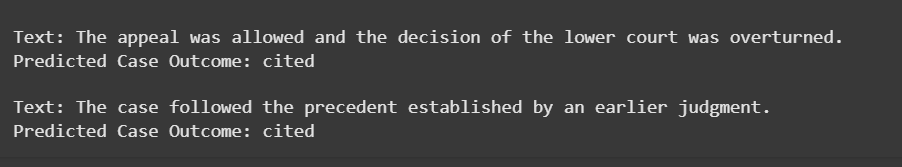 Text: The appeal was allowed and the decision of the lower court was overturned.
Predicted Case Outcome: cited
Text: The case followed the precedent established by an earlier judgment.
Predicted Case Outcome: cited